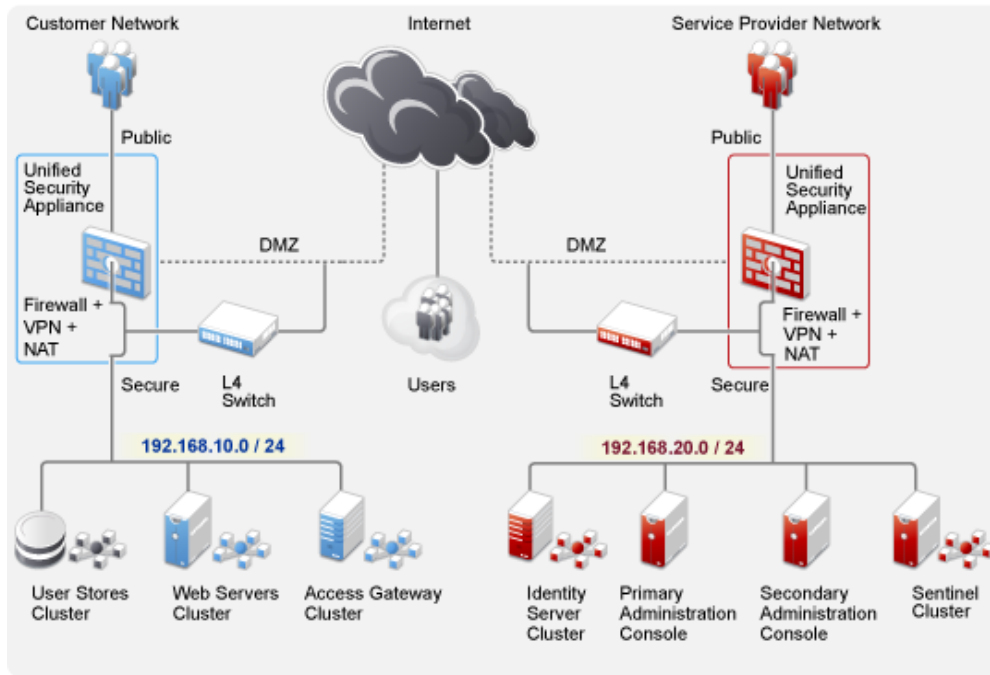 Customer Network
Internet
Service Provider Network
Public
Public
Unified
Security
Appliance
Unified
Security
Appliance
DMZ
DMZ
Firewall +
VPN +
NAT
Firewall +
VPN +
NAT
Secure
L4
Switch
Users
L4
Switch
Secure
192.168.10.0 / 24
192.168.20.0 / 24
User Stores
Cluster
Web Servers
Cluster
Access Gateway
Cluster
Identity
Server
Cluster
Primary
Administration
Console
Secondary
Administration
Console
Sentinel
Cluster